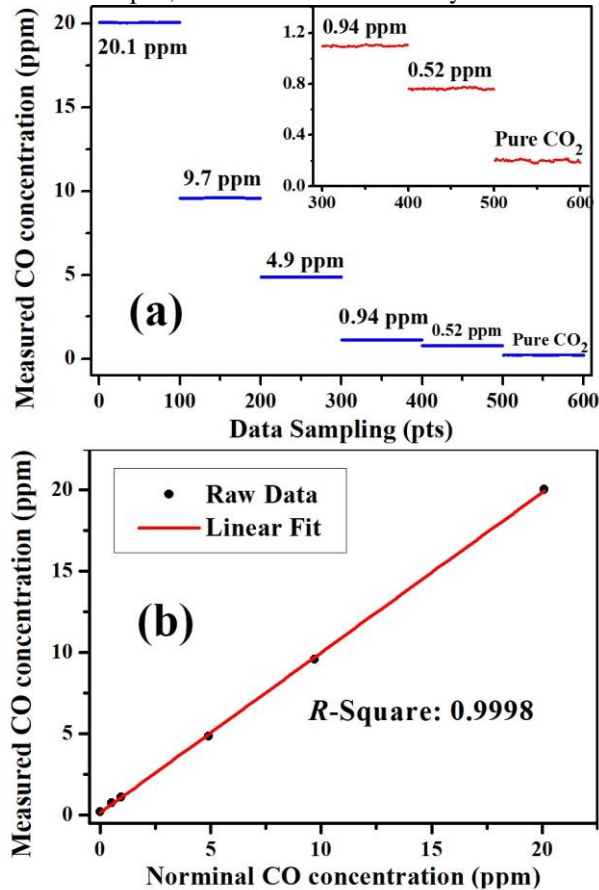 20.1 ppm
9.7 ppm
4.9 ppm
0.94 ppm
0.52 ppm
Pure CO2
(a)
0
5
10
15
20
Measured CO concentration (ppm)
0 100 200 300 400 500 600
Data Sampling (pts)
0.94 ppm
0.52 ppm
Pure CO2
0.0
0.4
0.8
1.2
300 400 500 600
Raw Data
Linear Fit
(b)
R-Square: 0.9998
20
15
10
5
0
Measured CO concentration (ppm)
0 5 10 15 20
Norminal CO concentration (ppm)